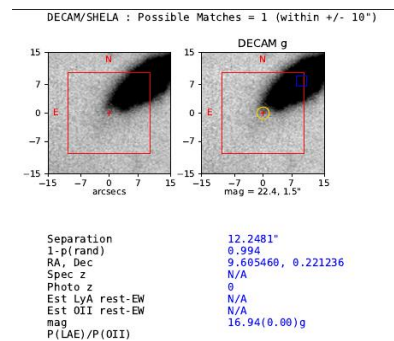 DECAM/SHELA : Possible Matches = 1 (within +/- 10")
DECAM g
15
7
0
−7
−15
N
E
−15 −7 0 7 15
arcsecs
15
7
0
−7
−15
N
E
−15 −7 0 7 15
mag = 22.4, 1.5"
Separation 12.2481"
1-p(rand) 0.994
RA, Dec 9.605460, 0.221236
Spec z N/A
Photo z 0
Est LyA rest-EW N/A
Est OII rest-EW N/A
mag 16.94(0.00)g
P(LAE)/P(OII)